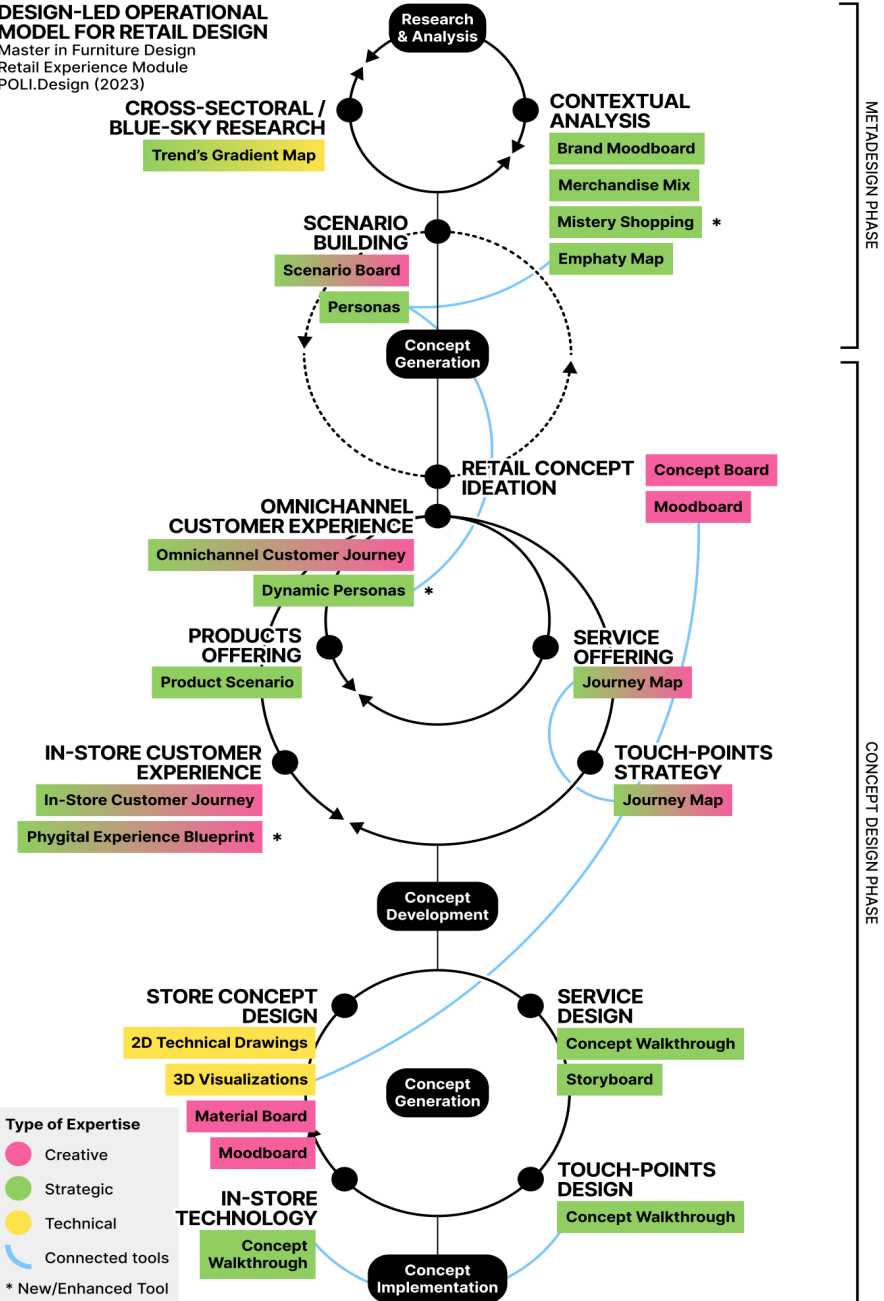 DESIGN-LED OPERATIONAL
MODEL FOR RETAIL DESIGN
Master in Furniture Design
Retail Experience Module
POLI.Design (2023)
Research
& Analysis
CROSS-SECTORAL /
BLUE-SKY RESEARCH
Trend's Gradient Map
CONTEXTUAL
ANALYSIS
Brand Moodboard
Merchandise Mix
Mistery Shopping *
Emphaty Map
METADESIGN PHASE
SCENARIO
BUILDING
Scenario Board
Personas
Concept
Generation
RETAIL CONCEPT
IDEATION
Concept Board
Moodboard
OMNICHANNEL
CUSTOMER EXPERIENCE
Omnichannel Customer Journey
Dynamic Personas *
PRODUCTS
OFFERING
Product Scenario
SERVICE
OFFERING
Journey Map
IN-STORE CUSTOMER
EXPERIENCE
In-Store Customer Journey
Phygital Experience Blueprint *
TOUCH-POINTS
STRATEGY
Journey Map
CONCEPT DESIGN PHASE
Concept
Development
STORE CONCEPT
DESIGN
2D Technical Drawings
3D Visualizations
Material Board
Moodboard
SERVICE
DESIGN
Concept Walkthrough
Storyboard
Concept
Generation
IN-STORE
TECHNOLOGY
Concept
Walkthrough
TOUCH-POINTS
DESIGN
Concept Walkthrough
Concept
Implementation
Type of Expertise
Creative
Strategic
Technical
Connected tools
* New/Enhanced Tool